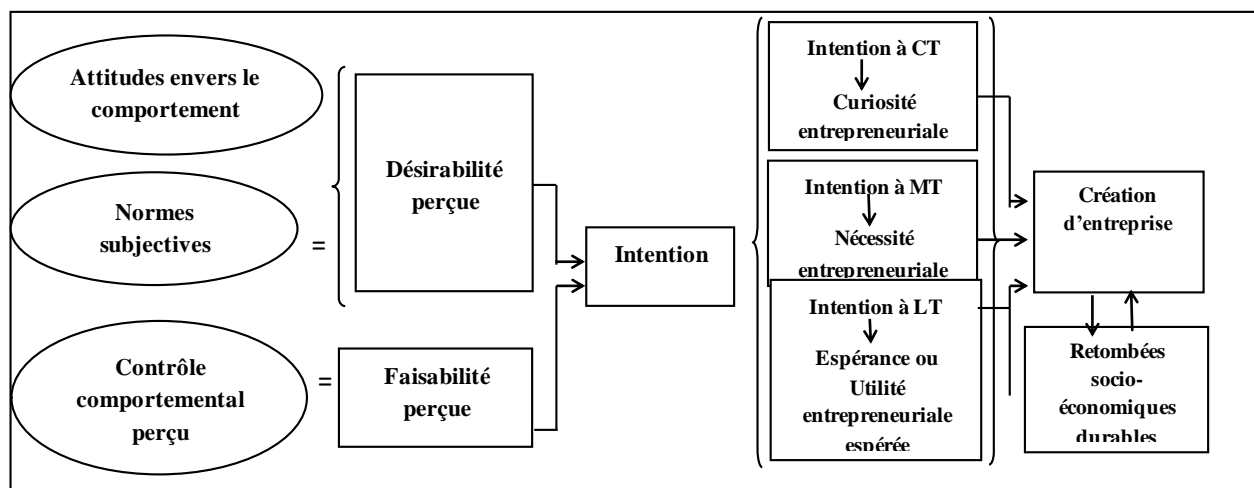 Attitudes envers le
comportement
Normes
subjectives
=
Contrôle
comportemental
perçu
=
Désirabilité
perçue
Faisabilité
perçue
Intention
Intention à CT
Curiosité
entrepreneuriale
Intention à MT
Nécessité
entrepreneuriale
Intention à LT
Espérance ou
Utilité
entrepreneuriale
espérée
Création
d’entreprise
Retombées
socio-
économiques
durables